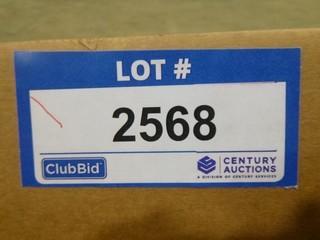 LOT #
2568
ClubBid
CENTURY
AUCTIONS
A DIVISION OF CENTURY SERVICES